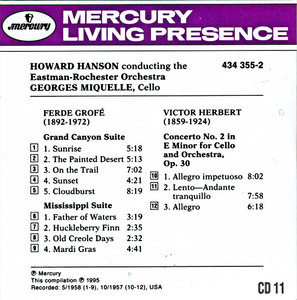 mercury
MERCURY
LIVING PRESENCE
HOWARD HANSON conducting the
Eastman-Rochester Orchestra
GEORGES MIQUELLE, Cello
434 355-2
FERDE GROFÉ
(1892-1972)
Grand Canyon Suite
1 1. Sunrise 5:18
2 2. The Painted Desert 5:13
3 3. On the Trail 7:02
4 4. Sunset 4:21
5 5. Cloudburst 8:19
Mississippi Suite
6 1. Father of Waters 3:19
7 2. Huckleberry Finn 2:35
8 3. Old Creole Days 2:32
9 4. Mardi Gras 4:41
VICTOR HERBERT
(1859-1924)
Concerto No. 2 in
E Minor for Cello
and Orchestra,
Op. 30
10 1. Allegro impetuoso 8:02
11 2. Lento—Andante
tranquillo 7:58
12 3. Allegro 6:18
Ⓟ Mercury
This compilation Ⓟ 1995
Recorded: 5/1958 (1-9), 10/1957 (10-12), USA
CD 11